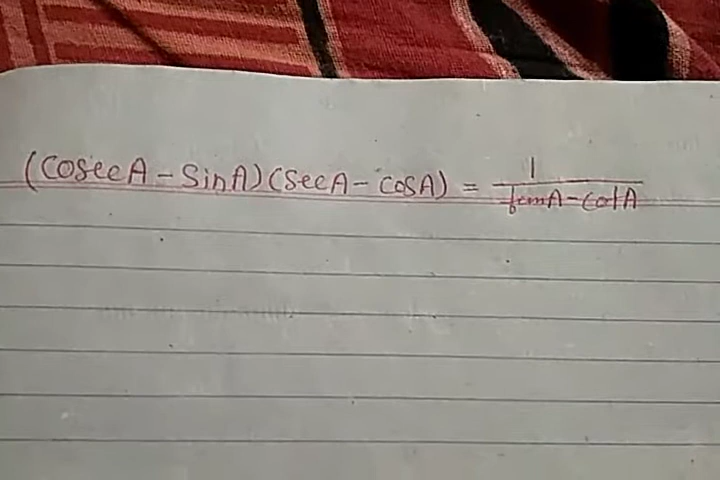 (CosecA - SinA) (SecA - CosA) = 1/(tanA - CotA)